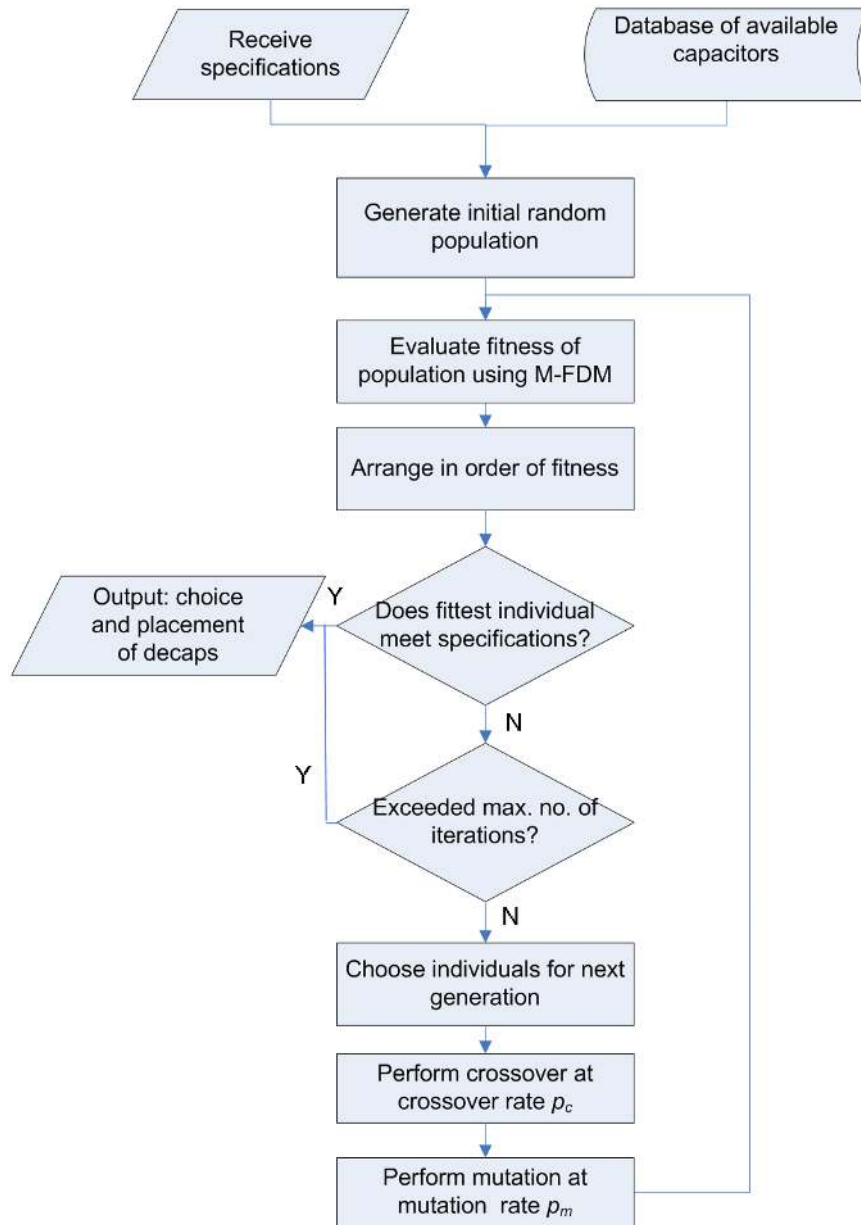 Receive
specifications
Database of available
capacitors
Generate initial random
population
Evaluate fitness of
population using M-FDM
Arrange in order of fitness
Output: choice
and placement
of decaps
Y
Does fittest individual
meet specifications?
N
Y
Exceeded max. no. of
iterations?
N
Choose individuals for next
generation
Perform crossover at
crossover rate pc
Perform mutation at
mutation rate pm